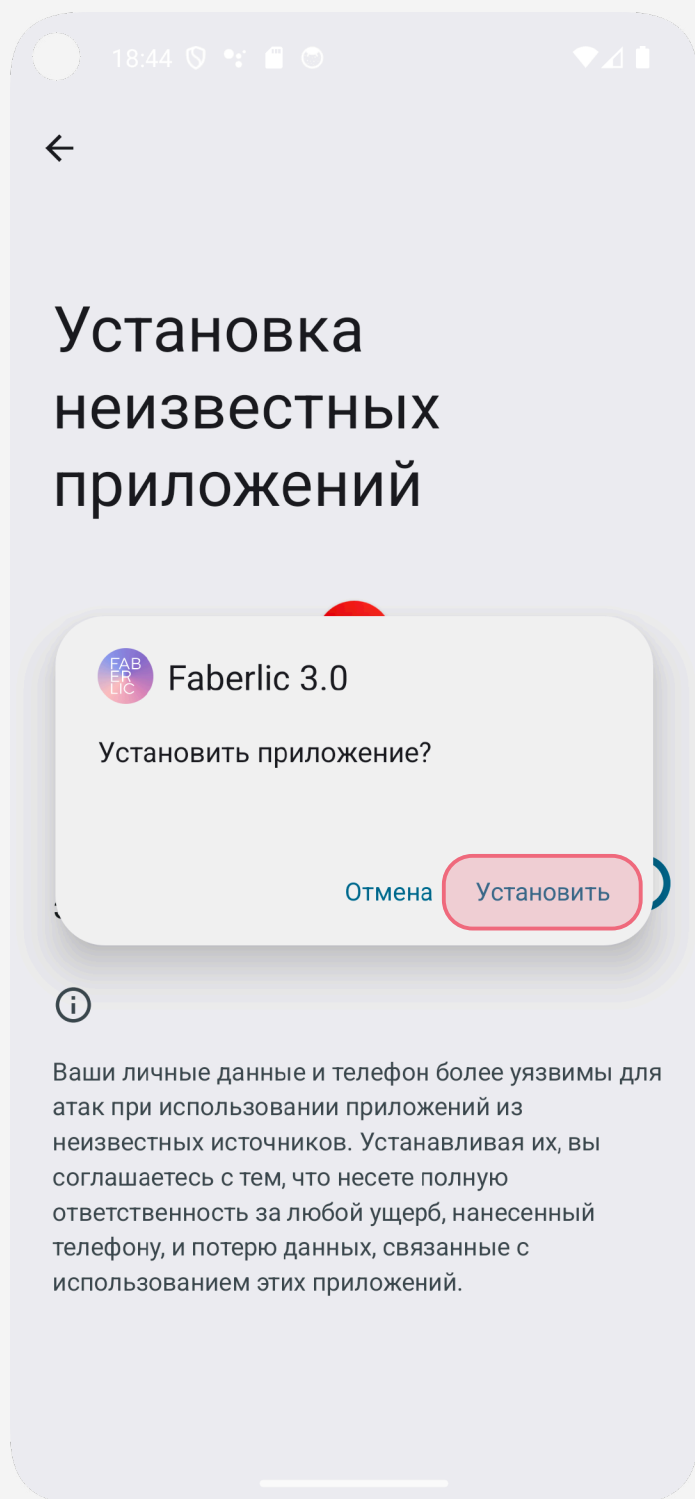 18:44
Установка
неизвестных
приложений
FAB
ER
LIC
Faberlic 3.0
Установить приложение?
Отмена Установить
Ваши личные данные и телефон более уязвимы для
атак при использовании приложений из
неизвестных источников. Устанавливая их, вы
соглашаетесь с тем, что несете полную
ответственность за любой ущерб, нанесенный
телефону, и потерю данных, связанные с
использованием этих приложений.